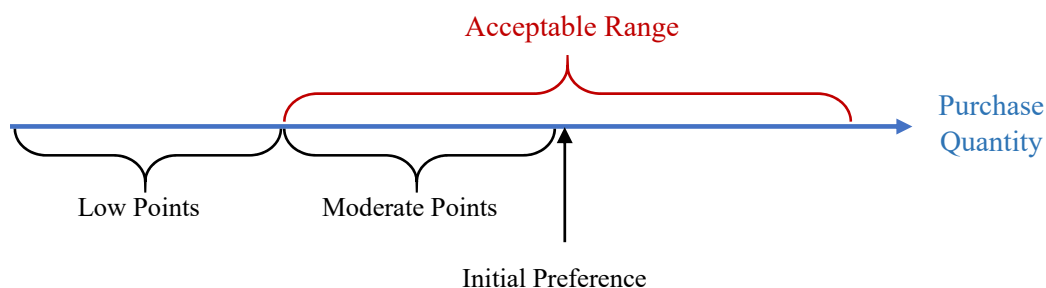 Acceptable Range
Purchase
Quantity
Low Points
Moderate Points
Initial Preference